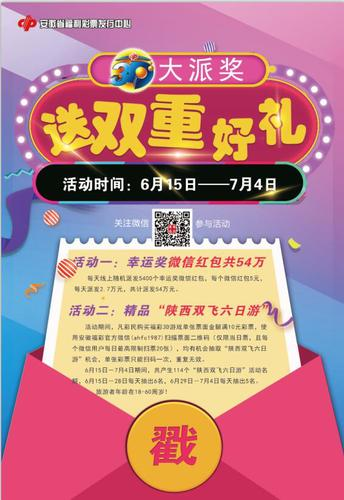 安徽省福利彩票发行中心
3D 大派奖
送双重好礼
活动时间：6月15日——7月4日
关注微信 参与活动
活动一：幸运奖微信红包共54万
每天线上随机派发5400个幸运奖微信红包，每个微信红包5元，
每天派发2.7万元，共计派发54万元。
活动二：精品“陕西双飞六日游”
活动期间，凡彩民购买福彩3D游戏单张票面金额满10元彩票，使
用安徽福彩官方微信(ahfc1987)扫描票面二维码（仅限当日票，且每
个微信用户每日最高限制扫票20张），均有机会抽取“陕西双飞六日
游”机会，单张彩票只能扫码一次，重复无效。
6月15日—7月4日期间，共产生114个“陕西双飞六日游”活动名
额，6月15日—28日每天抽出6名，6月29日—7月4日每天抽出5名。
旅游者年龄在18-60周岁！
戳